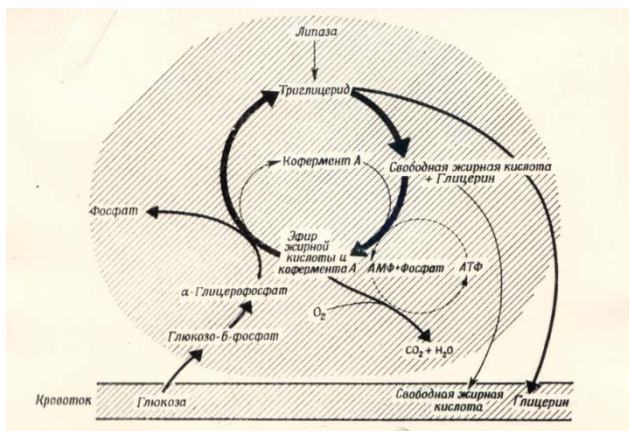 Липаза
Триглицерид
Кофермент А
Свободная жирная кислота
+ Глицерин
Фосфат
Эфир
жирной
кислоты и
кофермента А
АМФ+Фосфат
АТФ
α-Глицерофосфат
O₂
Глюкозо-6-фосфат
CO₂ + H₂O
Кровоток
Глюкоза
Свободная жирная
кислота
Глицерин